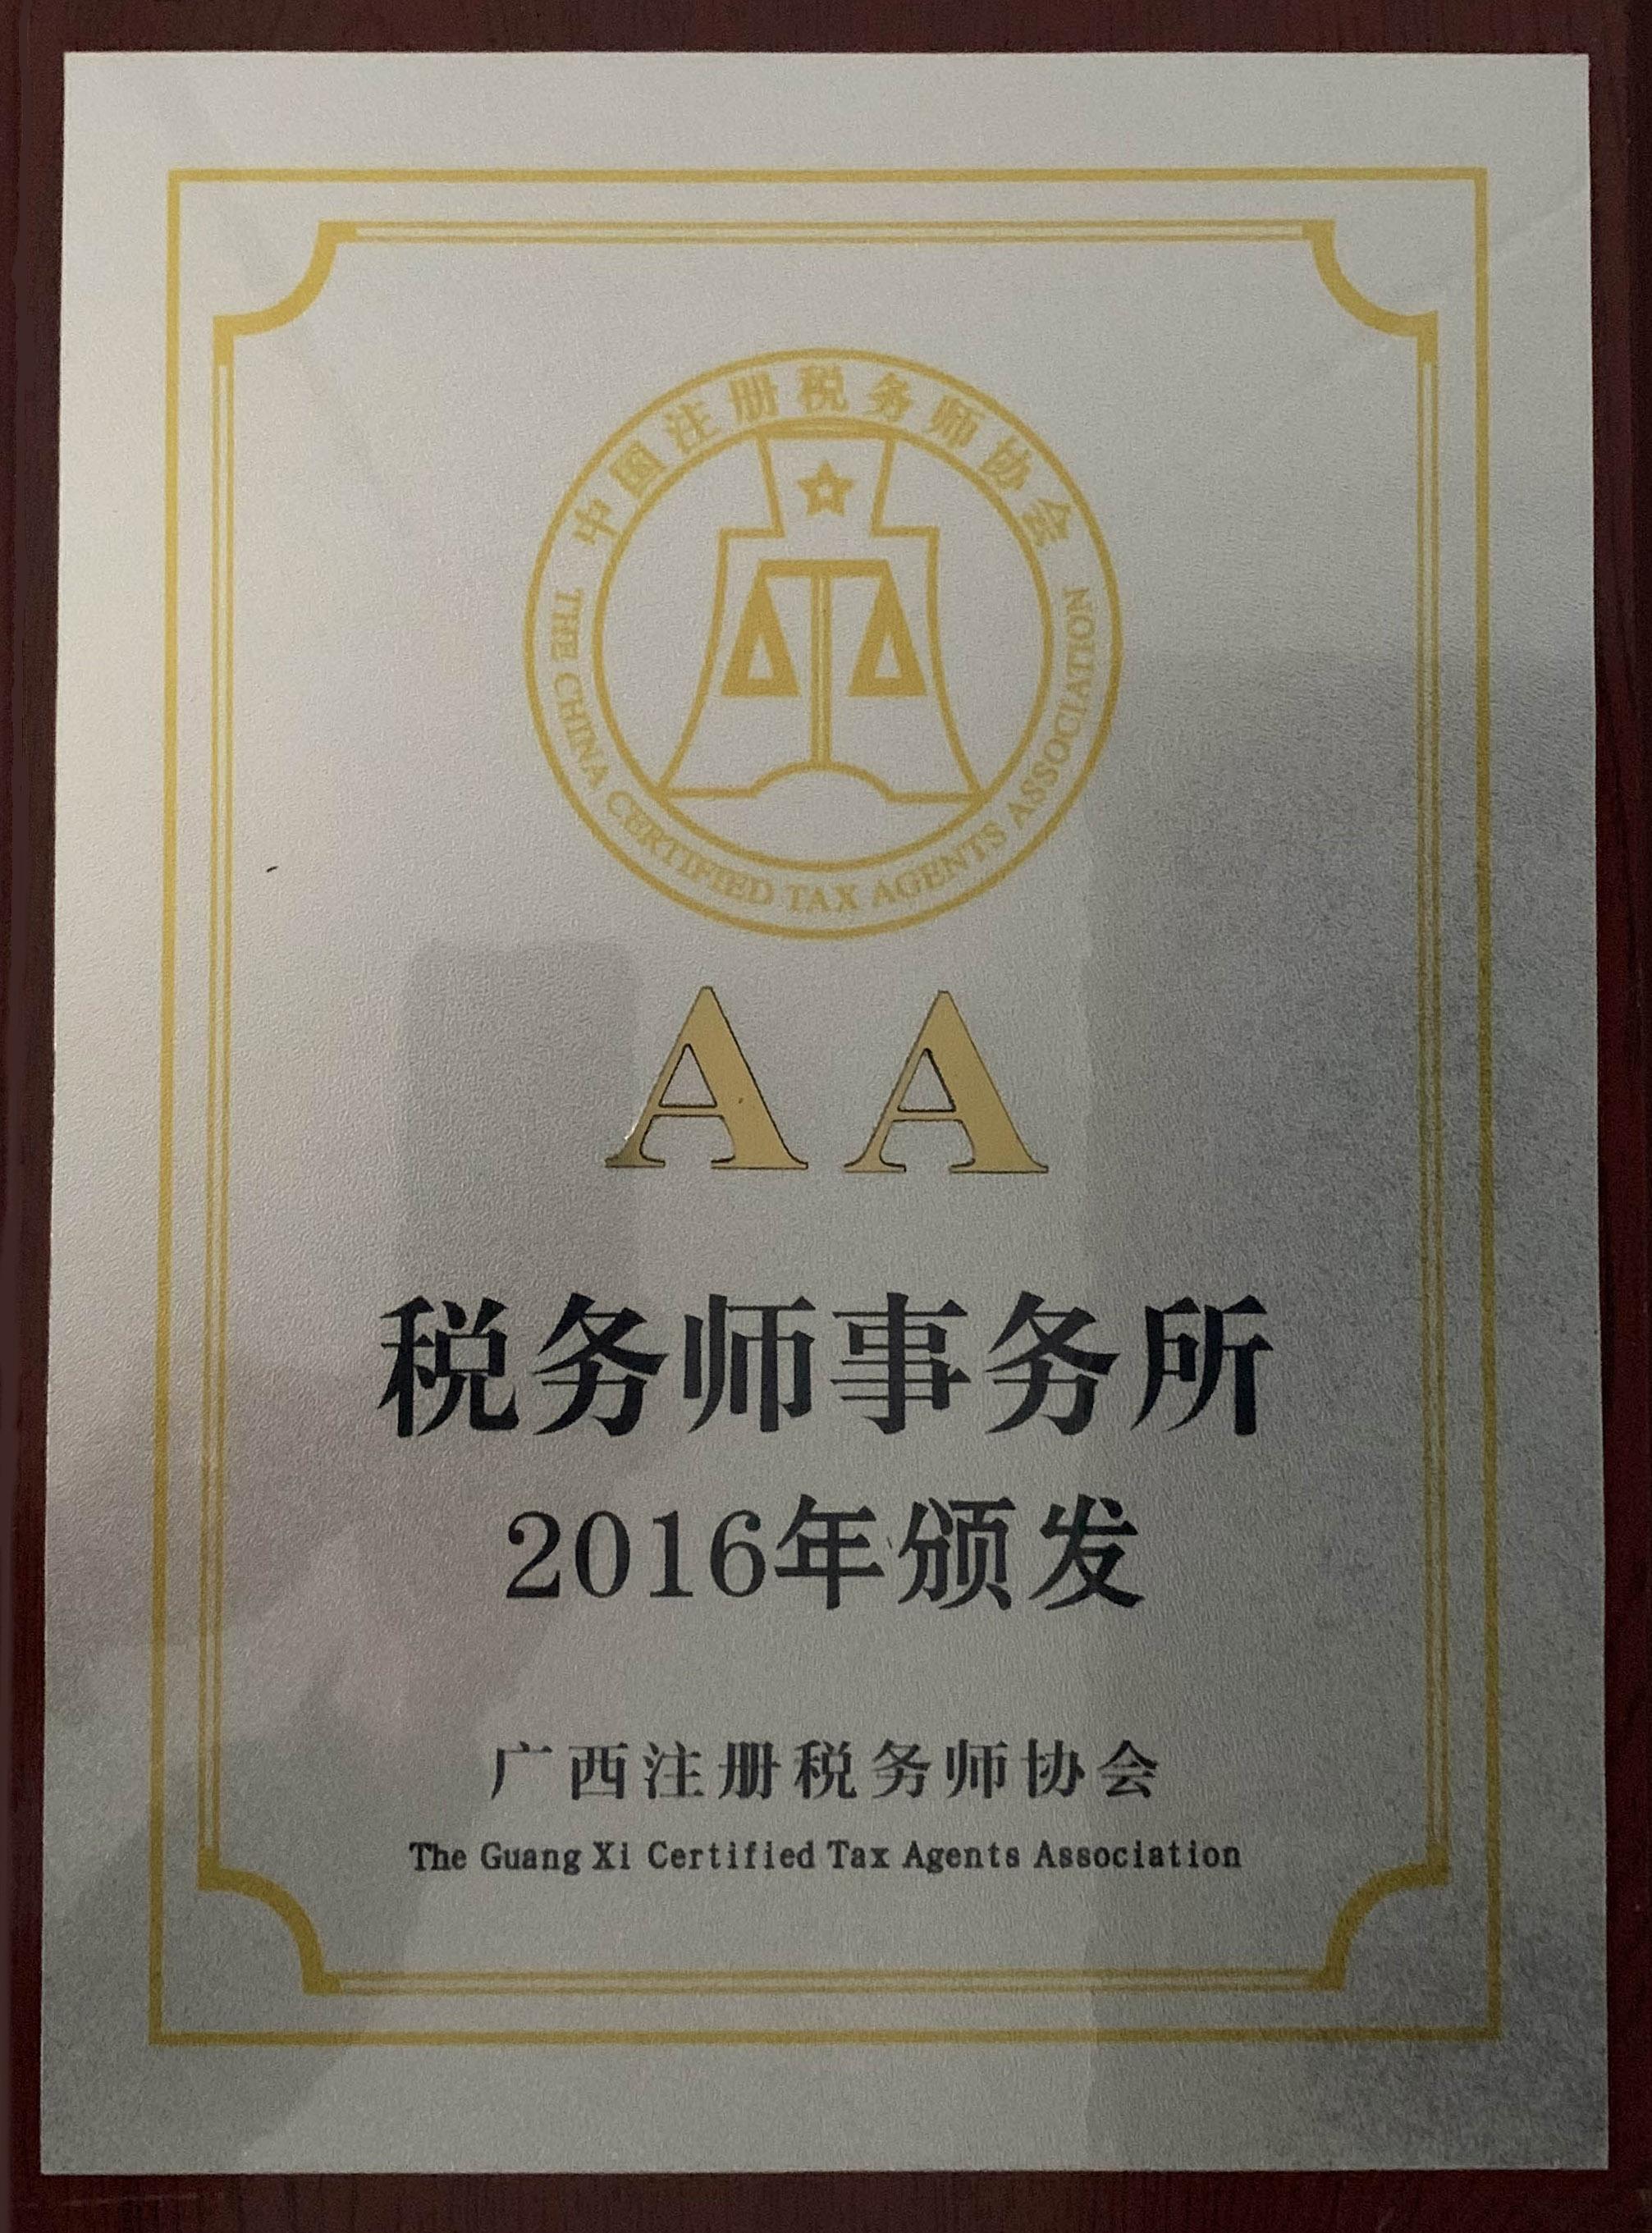 中国注册税务师协会
THE CHINA CERTIFIED TAX AGENTS ASSOCIATION
AA
税务师事务所
2016年颁发
广西注册税务师协会
The Guang Xi Certified Tax Agents Association